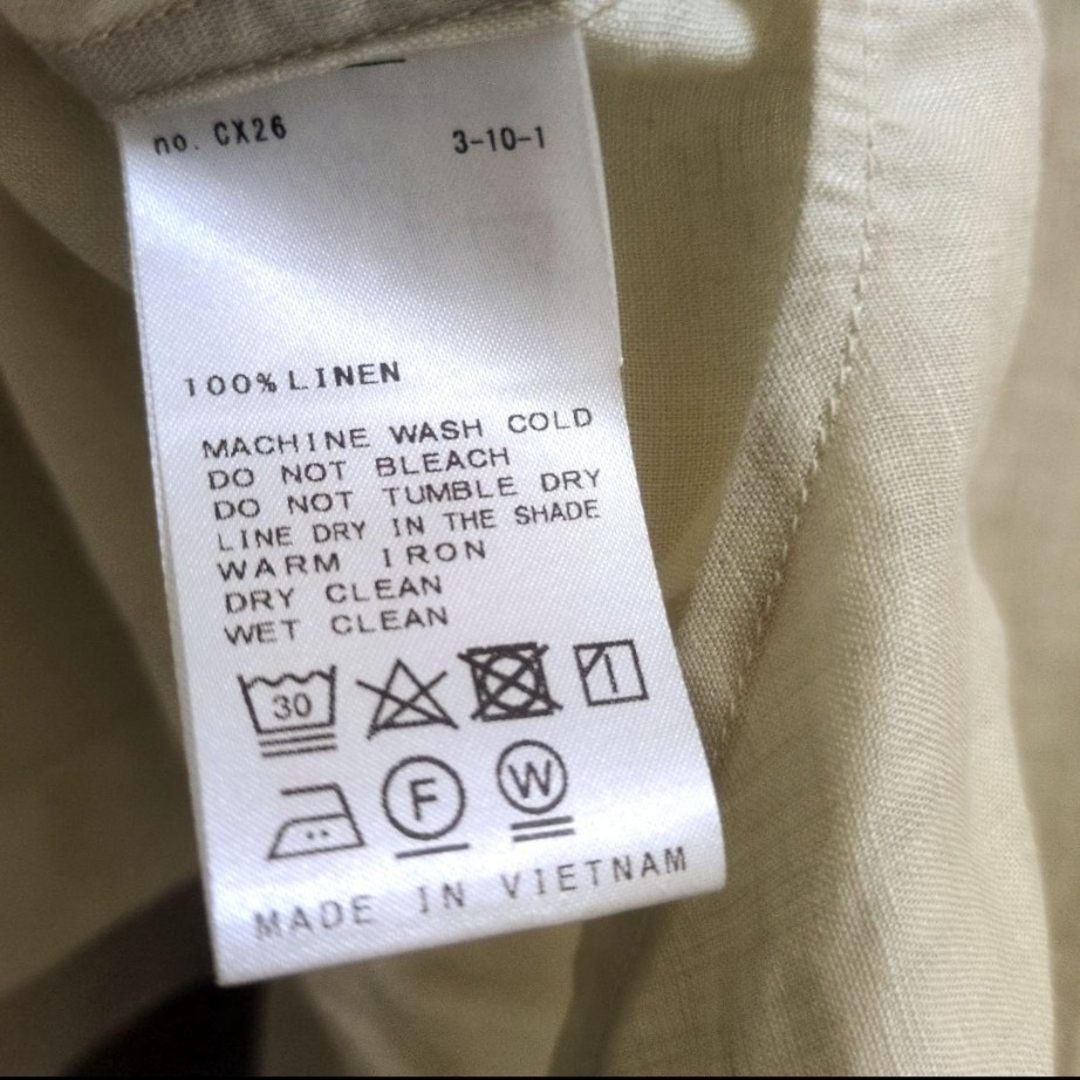 no. CX26 3-10-1
100% LINEN
MACHINE WASH COLD
DO NOT BLEACH
DO NOT TUMBLE DRY
LINE DRY IN THE SHADE
WARM IRON
DRY CLEAN
WET CLEAN
30
F W
MADE IN VIETNAM